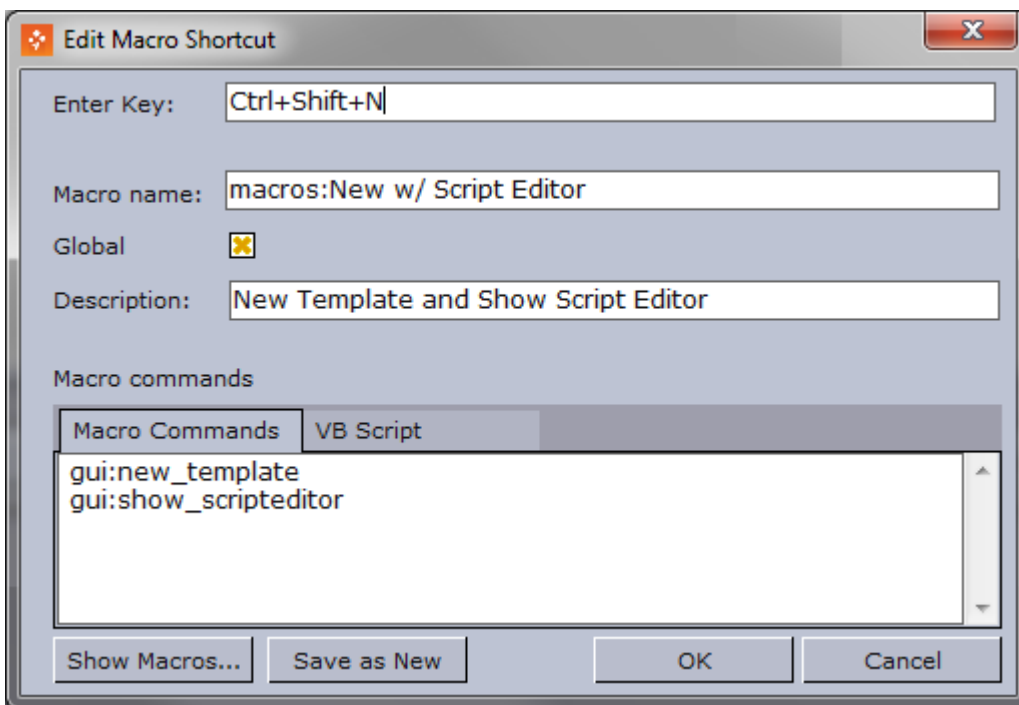 Edit Macro Shortcut
Enter Key: Ctrl+Shift+N
Macro name: macros:New w/ Script Editor
Global
Description: New Template and Show Script Editor
Macro commands
Macro Commands VB Script
gui:new_template
gui:show_scripteditor
Show Macros... Save as New OK Cancel